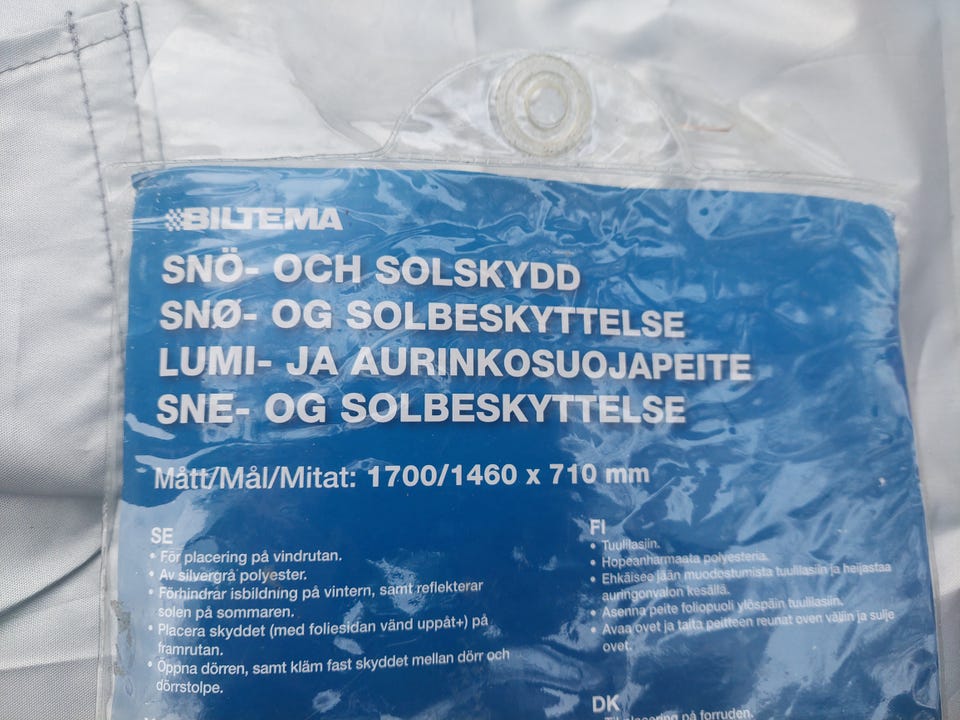 BILTEMA
SNÖ- OCH SOLSKYDD
SNØ- OG SOLBESKYTTELSE
LUMI- JA AURINKOSUOJAPEITE
SNE- OG SOLBESKYTTELSE
Mått/Mål/Mitat: 1700/1460 x 710 mm
SE
• För placering på vindrutan.
• Av silvergrå polyester.
• Förhindrar isbildning på vintern, samt reflekterar
solen på sommaren.
• Placera skyddet (med foliesidan vänd uppåt+) på
framrutan.
• Öppna dörren, samt kläm fast skyddet mellan dörr och
dörrstolpe.
FI
• Tuulilasiin.
• Hopeanharmaata polyesteria.
• Ehkäisee jään muodostumista tuulilasiin ja heijastaa
auringonvalon kesällä.
• Asenna peite foliopuoli ylöspäin tuulilasiin.
• Avaa ovet ja taita peitteen reunat oven väliin ja sulje
ovet.
DK
Til placering på forruden.